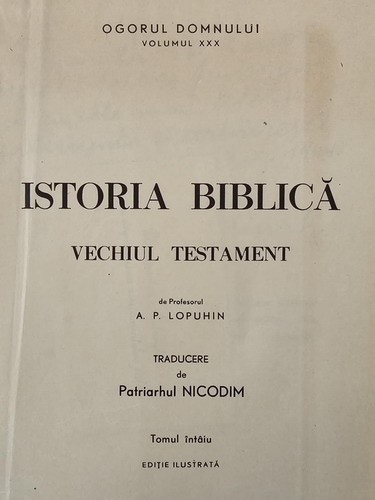 OGORUL DOMNULUI
VOLUMUL XXX
ISTORIA BIBLICĂ
VECHIUL TESTAMENT
de Profesorul
A. P. LOPUHIN
TRADUCERE
de
Patriarhul NICODIM
Tomul întâiu
EDIȚIE ILUSTRATĂ